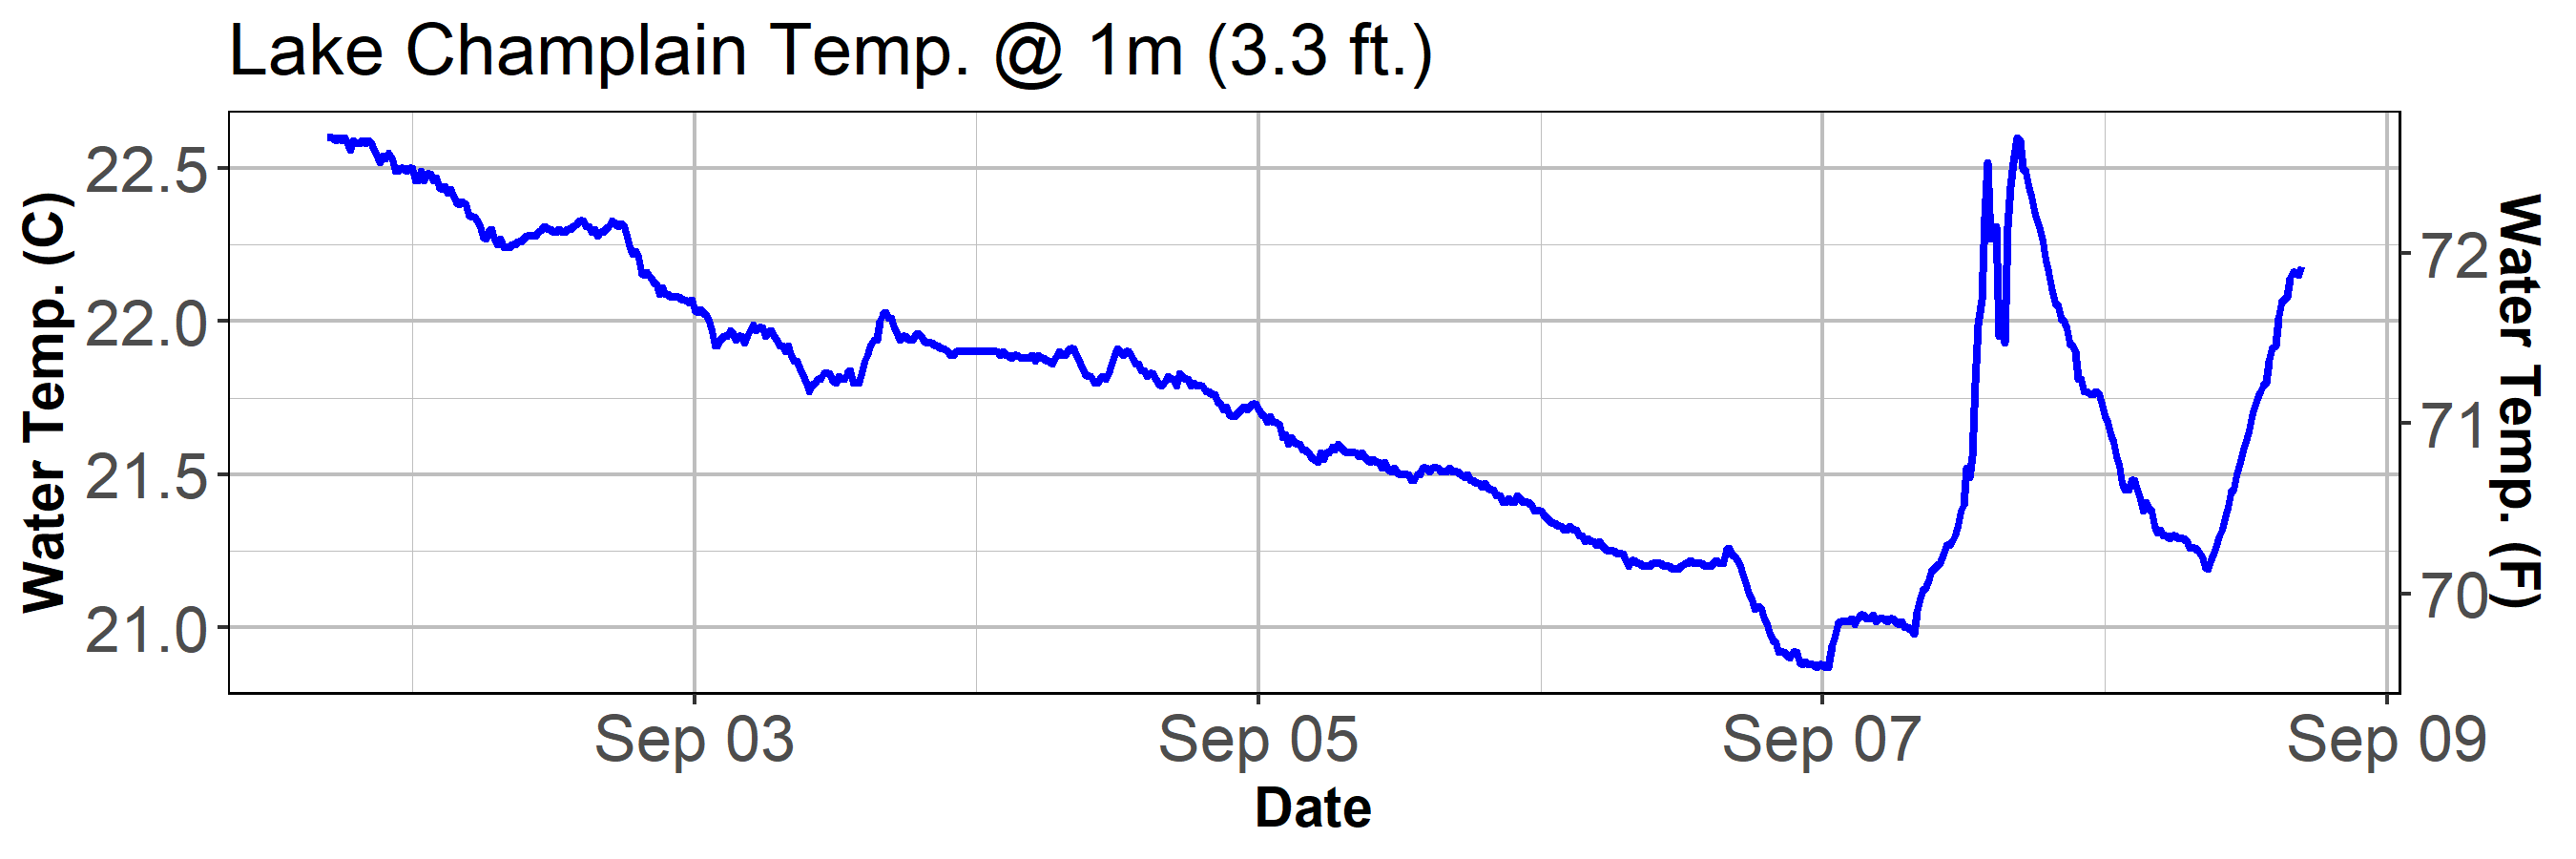 Lake Champlain Temp. @ 1m (3.3 ft.)
Water Temp. (C)
22.5
22.0
21.5
21.0
72
71
70
Water Temp. (F)
Sep 03 Sep 05 Sep 07 Sep 09
Date